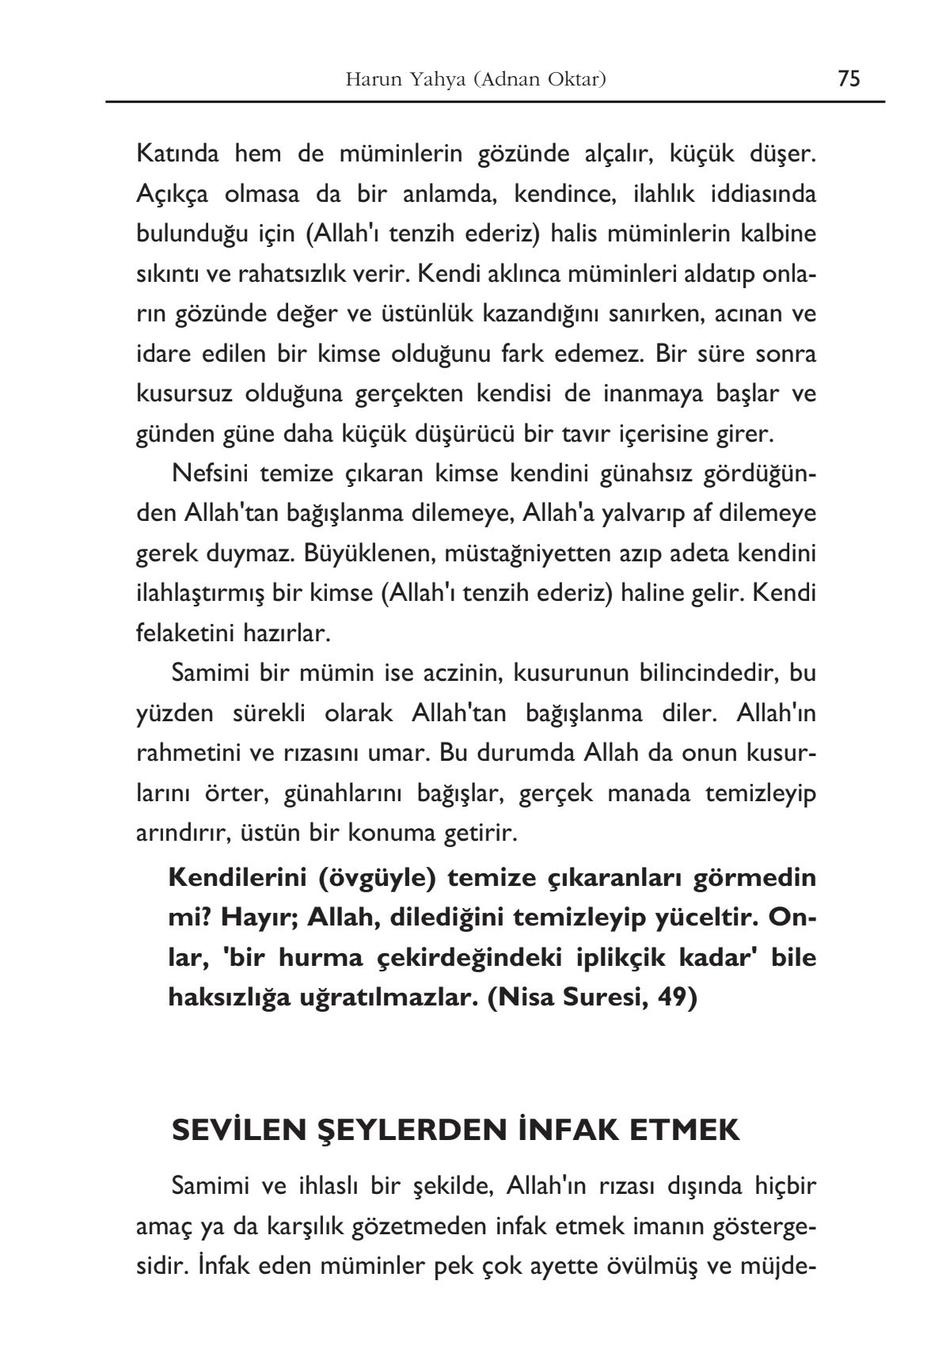 Harun Yahya (Adnan Oktar) 75
Katında hem de müminlerin gözünde alçalır, küçük düşer.
Açıkça olmasa da bir anlamda, kendince, ilahlık iddiasında
bulunduğu için (Allah'ı tenzih ederiz) halis müminlerin kalbine
sıkıntı ve rahatsızlık verir. Kendi aklınca müminleri aldatıp onla-
rın gözünde değer ve üstünlük kazandığını sanırken, acınan ve
idare edilen bir kimse olduğunu fark edemez. Bir süre sonra
kusursuz olduğuna gerçekten kendisi de inanmaya başlar ve
günden güne daha küçük düşürücü bir tavır içerisine girer.
Nefsini temize çıkaran kimse kendini günahsız gördüğün-
den Allah'tan bağışlanma dilemeye, Allah'a yalvarıp af dilemeye
gerek duymaz. Büyüklenen, müstağniyetten azıp adeta kendini
ilahlaştırmış bir kimse (Allah'ı tenzih ederiz) haline gelir. Kendi
felaketini hazırlar.
Samimi bir mümin ise aczinin, kusurunun bilincindedir, bu
yüzden sürekli olarak Allah'tan bağışlanma diler. Allah'ın
rahmetini ve rızasını umar. Bu durumda Allah da onun kusur-
larını örter, günahlarını bağışlar, gerçek manada temizleyip
arındırır, üstün bir konuma getirir.
Kendilerini (övgüyle) temize çıkaranları görmedin
mi? Hayır; Allah, dilediğini temizleyip yüceltir. On-
lar, 'bir hurma çekirdeğindeki iplikçik kadar' bile
haksızlığa uğratılmazlar. (Nisa Suresi, 49)
SEVİLEN ŞEYLERDEN İNFAK ETMEK
Samimi ve ihlaslı bir şekilde, Allah'ın rızası dışında hiçbir
amaç ya da karşılık gözetmeden infak etmek imanın gösterge-
sidir. İnfak eden müminler pek çok ayette övülmüş ve müjde-